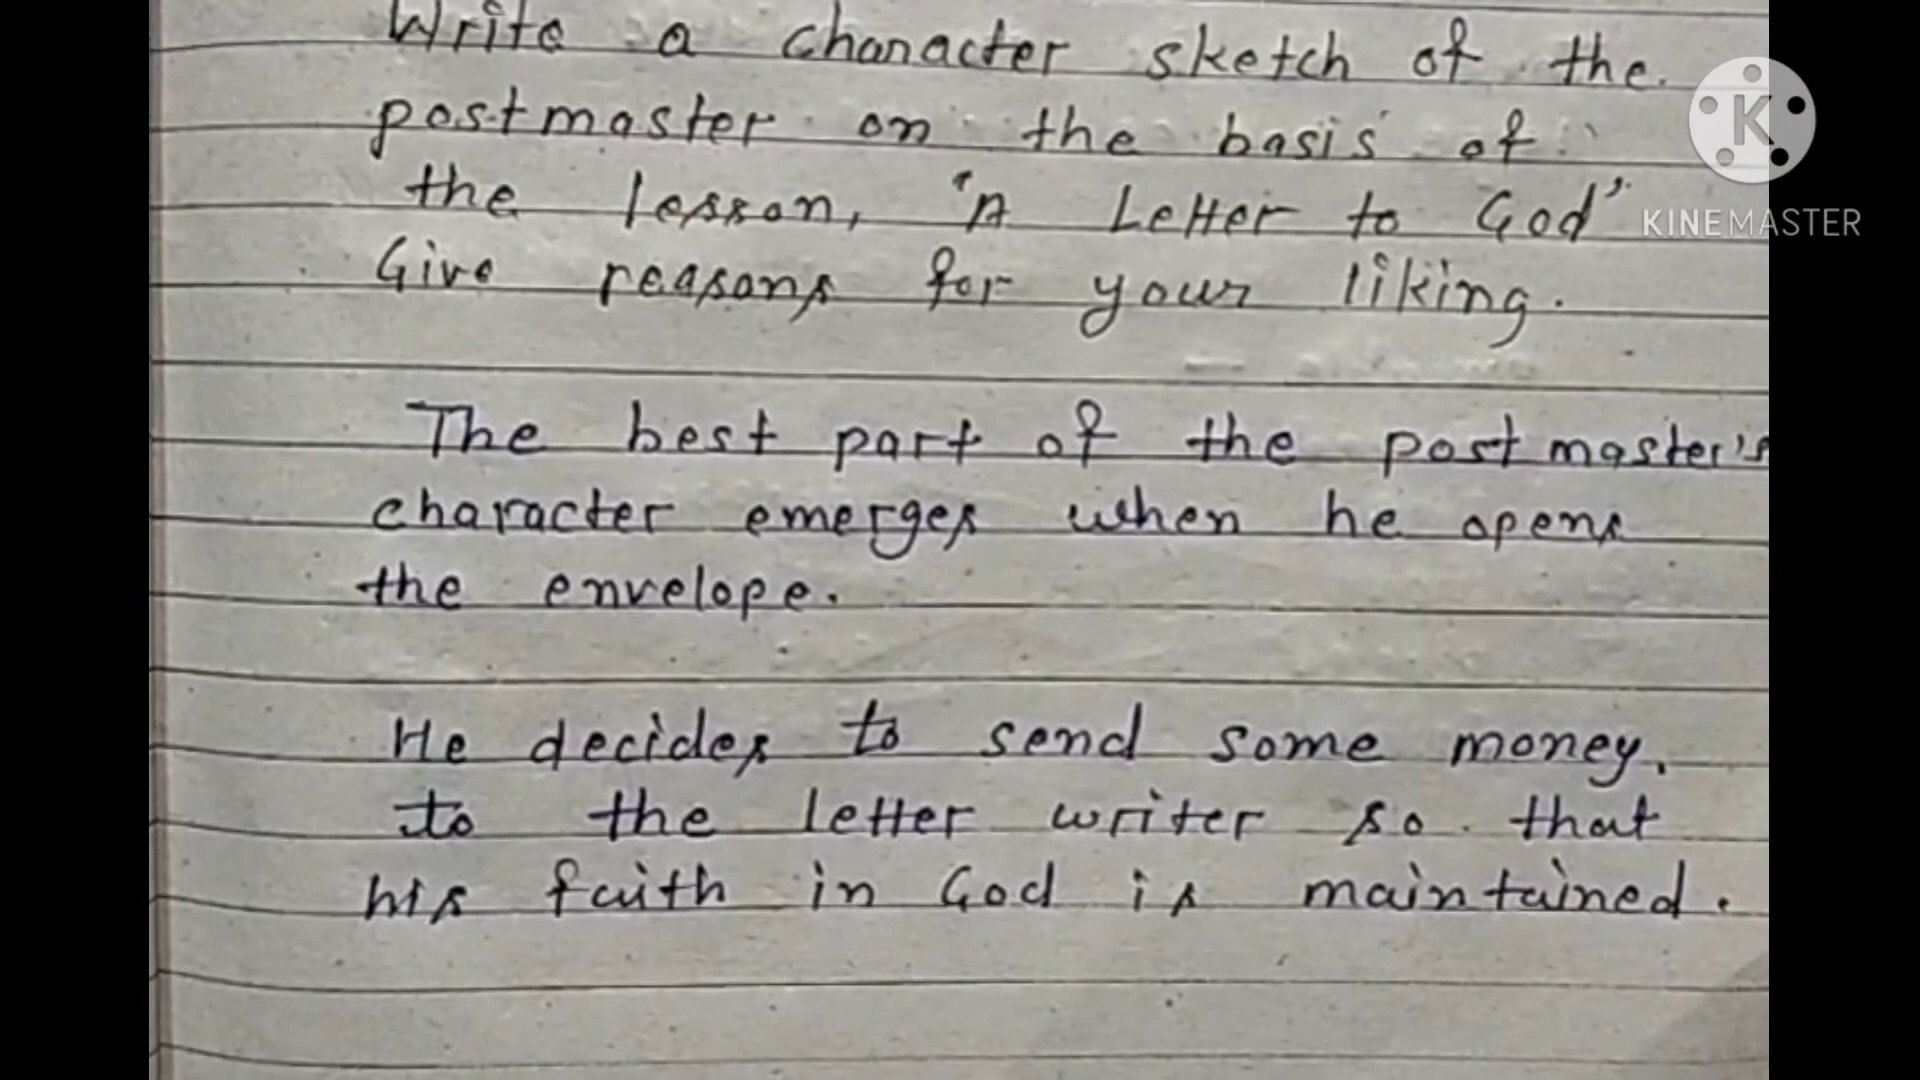 Write a character sketch of the
postmaster on the basis of
the lesson, 'A Letter to God'
Give reasons for your liking.
The best part of the postmaster's
character emerges when he opens
the envelope.
He decides to send some money.
to the letter writer so that
his faith in God is maintained.
K
KINEMASTER